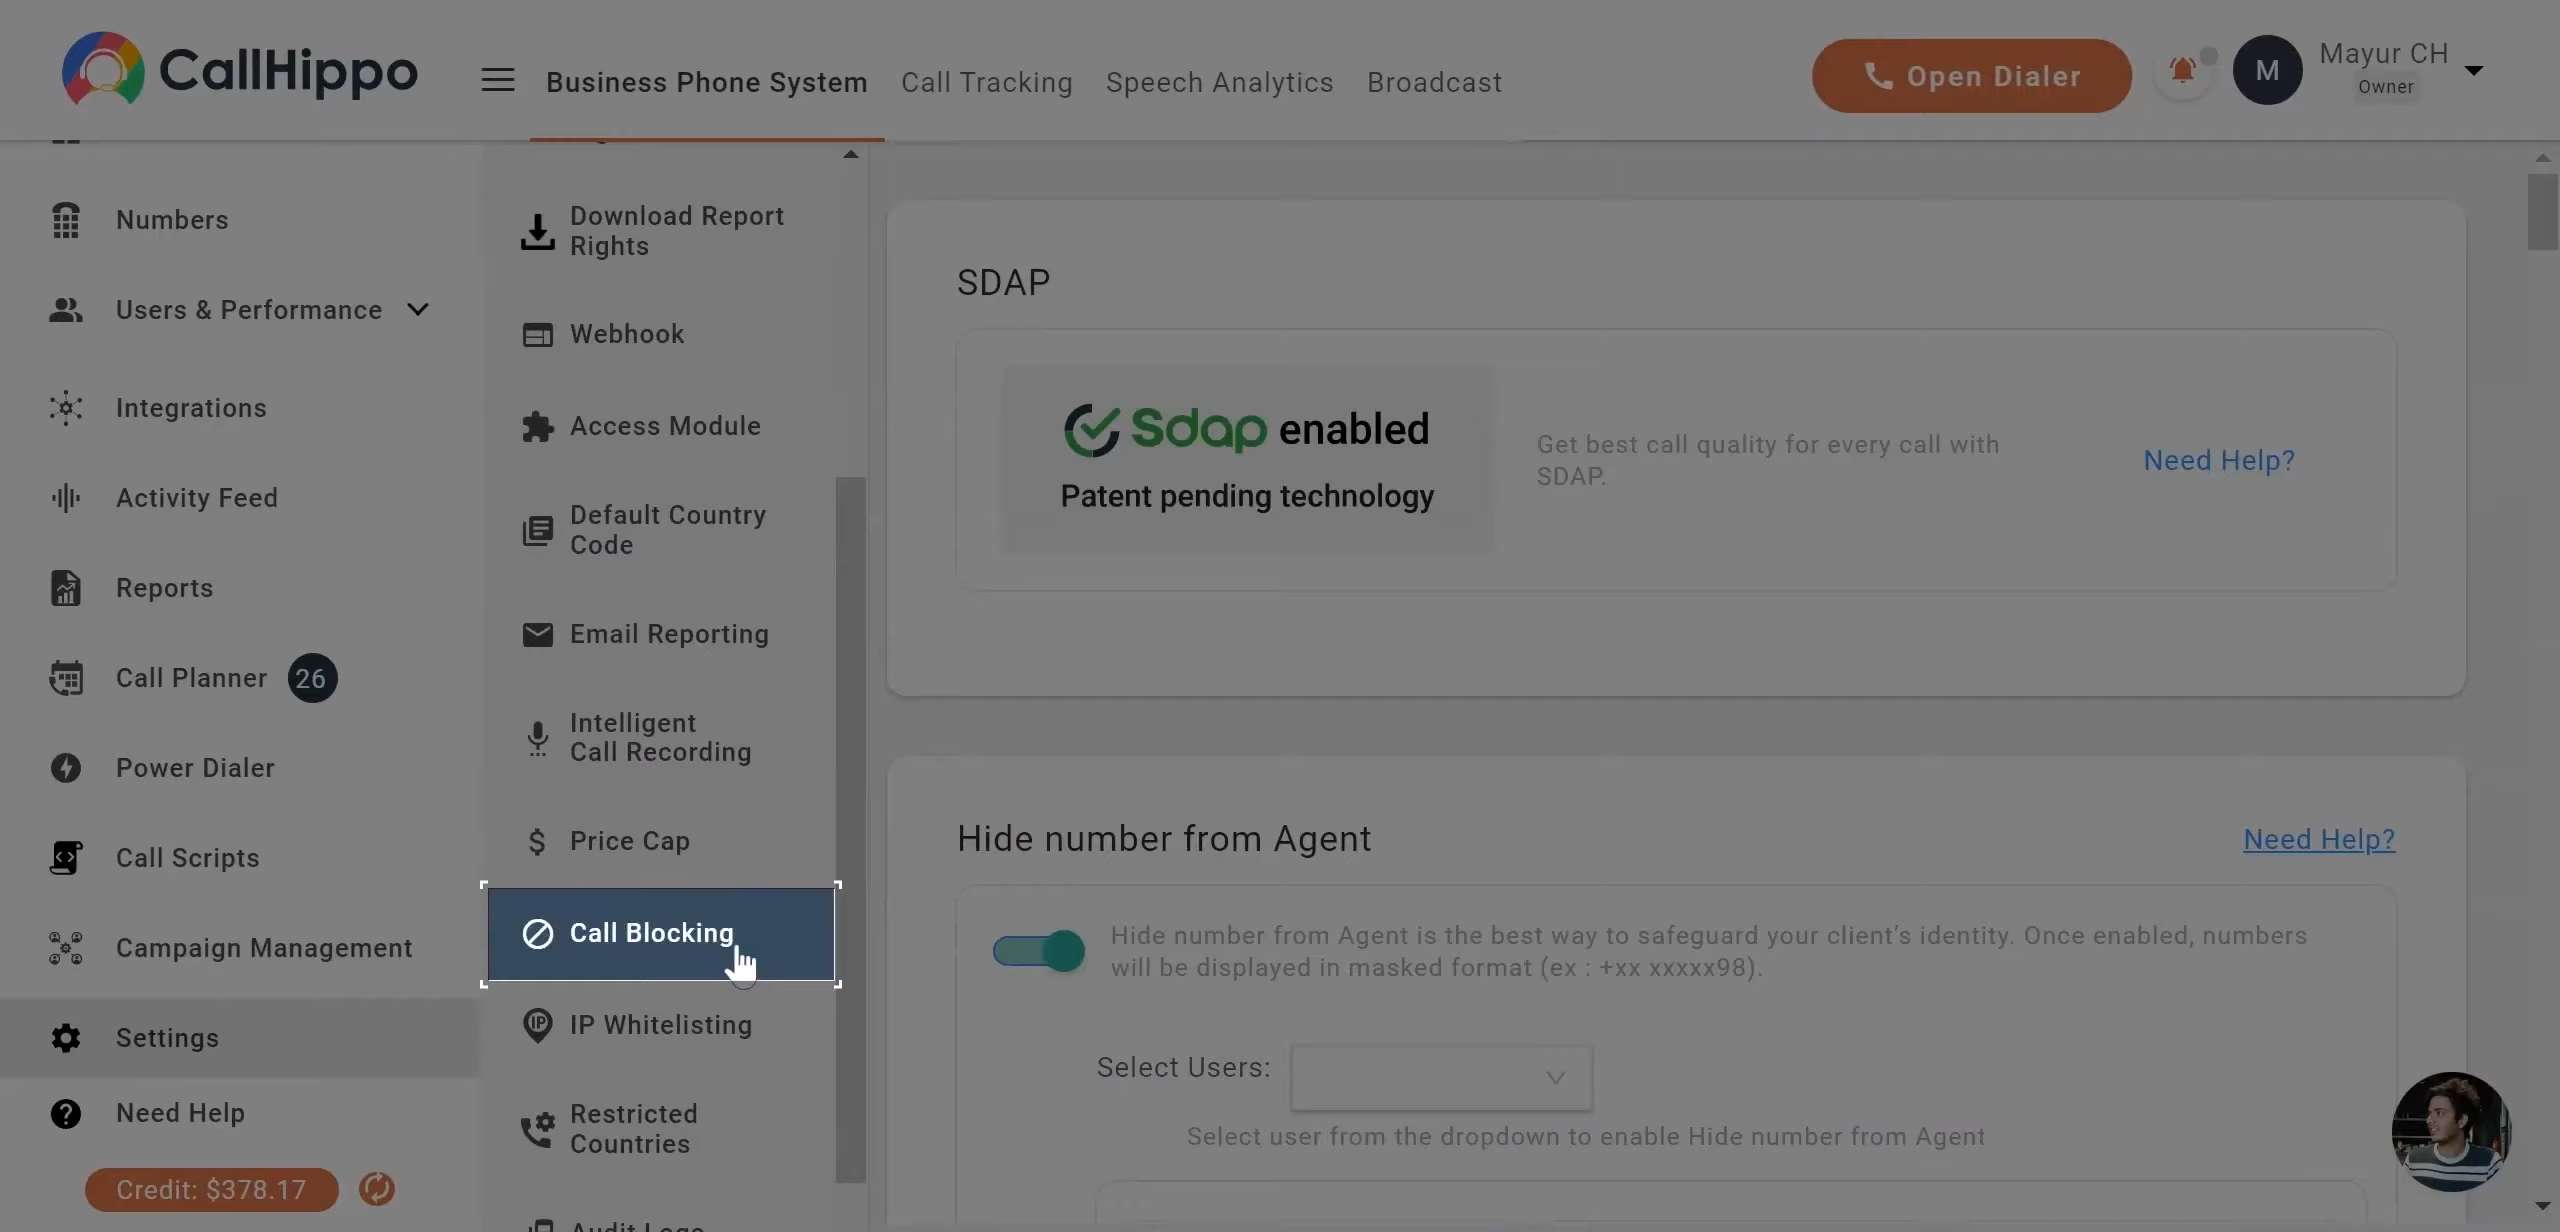 CallHippo
Business Phone System
Call Tracking
Speech Analytics
Broadcast
Open Dialer
M
Mayur CH
Owner
Numbers
Users & Performance
Integrations
Activity Feed
Reports
Call Planner 26
Power Dialer
Call Scripts
Campaign Management
Settings
Need Help
Credit: $378.17
Download Report
Rights
Webhook
Access Module
Default Country
Code
Email Reporting
Intelligent
Call Recording
Price Cap
Call Blocking
IP Whitelisting
Restricted
Countries
Audit Logs
SDAP
Sdap enabled
Patent pending technology
Get best call quality for every call with
SDAP.
Need Help?
Hide number from Agent
Need Help?
Hide number from Agent is the best way to safeguard your client’s identity. Once enabled, numbers
will be displayed in masked format (ex : +xx xxxxx98).
Select Users:
Select user from the dropdown to enable Hide number from Agent